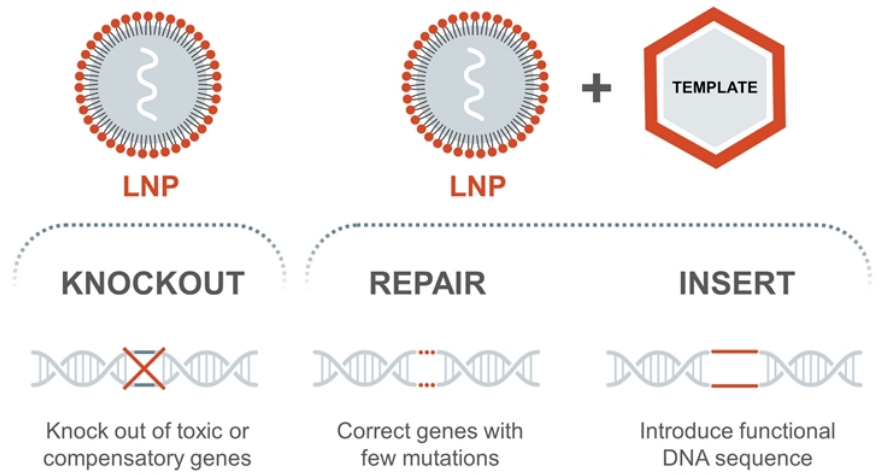 TEMPLATE
LNP
LNP
KNOCKOUT
REPAIR
INSERT
Knock out of toxic or
compensatory genes
Correct genes with
few mutations
Introduce functional
DNA sequence